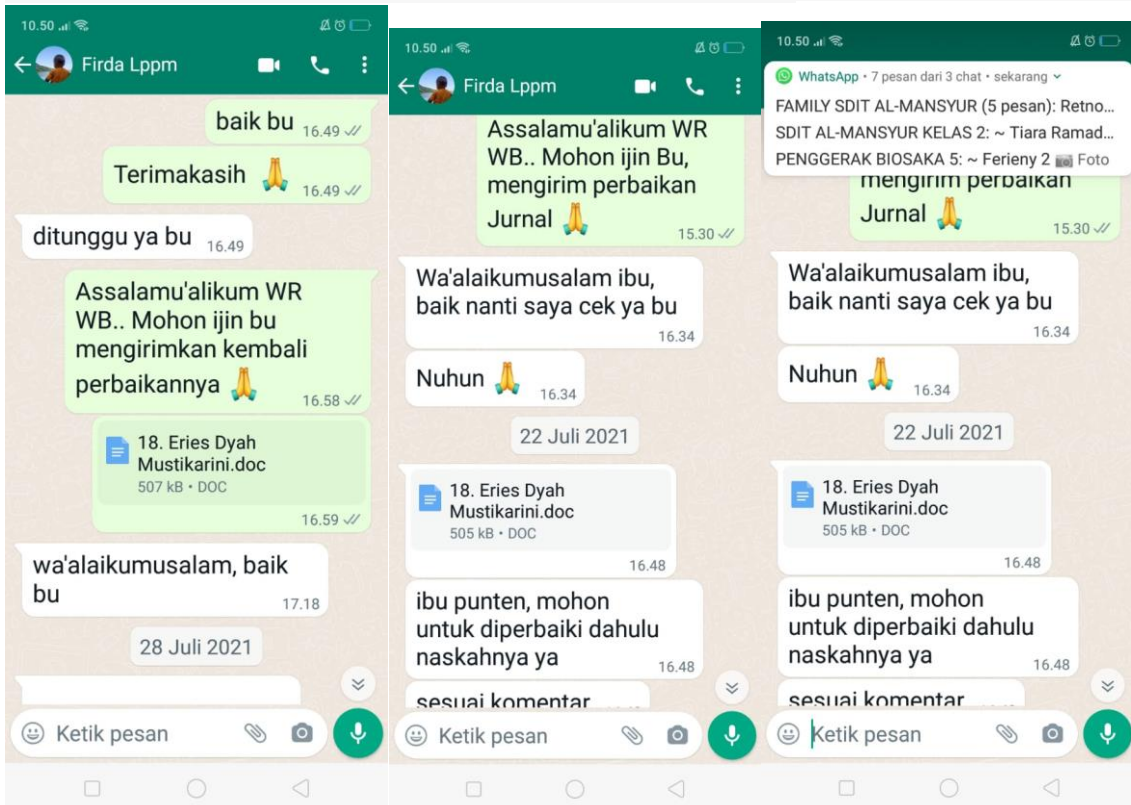 10.50
Firda Lppm
baik bu 16.49
Terimakasih 🙏 16.49
ditunggu ya bu 16.49
Assalamu'alikum WR
WB.. Mohon ijin bu
mengirimkan kembali
perbaikannya 🙏 16.58
18. Eries Dyah
Mustikarini.doc
507 kB • DOC
16.59
wa'alaikumusalam, baik
bu 17.18
28 Juli 2021
Ketik pesan
10.50
Firda Lppm
Assalamu'alikum WR
WB.. Mohon ijin Bu,
mengirim perbaikan
Jurnal 🙏 15.30
Wa'alaikumusalam ibu,
baik nanti saya cek ya bu
16.34
Nuhun 🙏 16.34
22 Juli 2021
18. Eries Dyah
Mustikarini.doc
505 kB • DOC
16.48
ibu punten, mohon
untuk diperbaiki dahulu
naskahnya ya 16.48
sesuai komentar
Ketik pesan
10.50
WhatsApp • 7 pesan dari 3 chat • sekarang
FAMILY SDIT AL-MANSYUR (5 pesan): Retno...
SDIT AL-MANSYUR KELAS 2: ~ Tiara Ramad...
PENGGERAK BIOSAKA 5: ~ Ferieny 2 📷 Foto
mengirim perbaikan
Jurnal 🙏 15.30
Wa'alaikumusalam ibu,
baik nanti saya cek ya bu
16.34
Nuhun 🙏 16.34
22 Juli 2021
18. Eries Dyah
Mustikarini.doc
505 kB • DOC
16.48
ibu punten, mohon
untuk diperbaiki dahulu
naskahnya ya 16.48
sesuai komentar
Ketik pesan